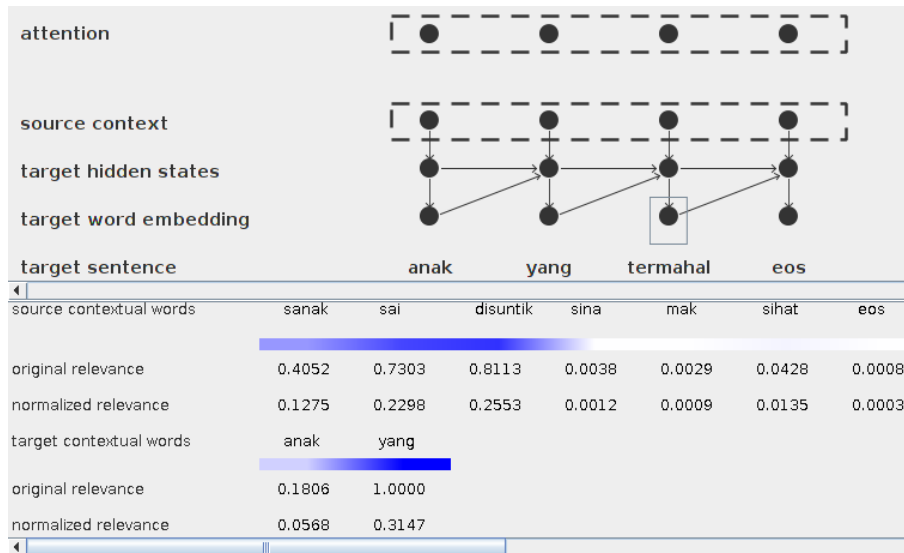 attention
source context
target hidden states
target word embedding
target sentence anak yang termahal eos
source contextual words sanak sai disuntik sina mak sihat eos
original relevance 0.4052 0.7303 0.8113 0.0038 0.0029 0.0428 0.0008
normalized relevance 0.1275 0.2298 0.2553 0.0012 0.0009 0.0135 0.0003
target contextual words anak yang
original relevance 0.1806 1.0000
normalized relevance 0.0568 0.3147